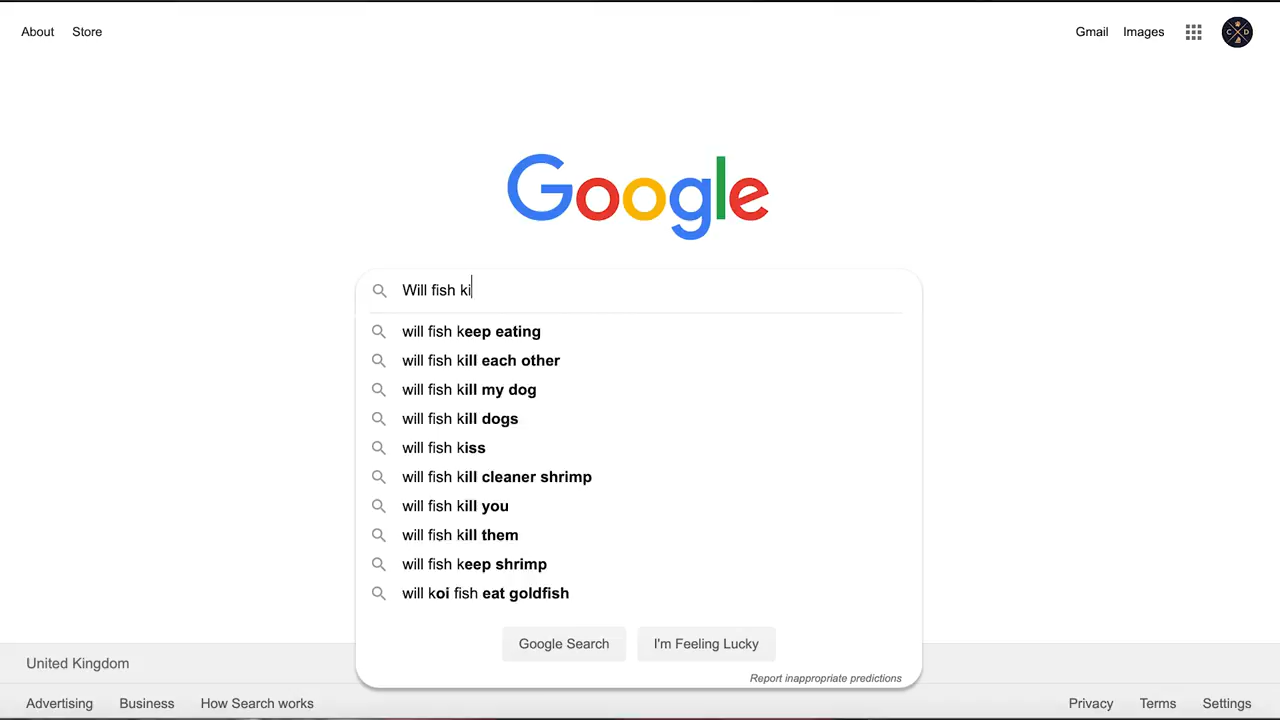 About Store Gmail Images
C D
Google
Will fish ki
will fish keep eating
will fish kill each other
will fish kill my dog
will fish kill dogs
will fish kiss
will fish kill cleaner shrimp
will fish kill you
will fish kill them
will fish keep shrimp
will koi fish eat goldfish
Google Search I'm Feeling Lucky
Report inappropriate predictions
United Kingdom
Advertising Business How Search works Privacy Terms Settings